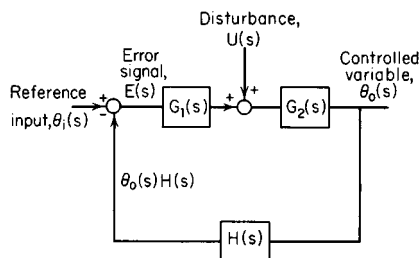 Disturbance,
U(s)
Error
signal,
E(s)
Controlled
variable,
θo(s)
Reference
input,θi(s)
+
-
G1(s)
+
+
G2(s)
θo(s)H(s)
H(s)